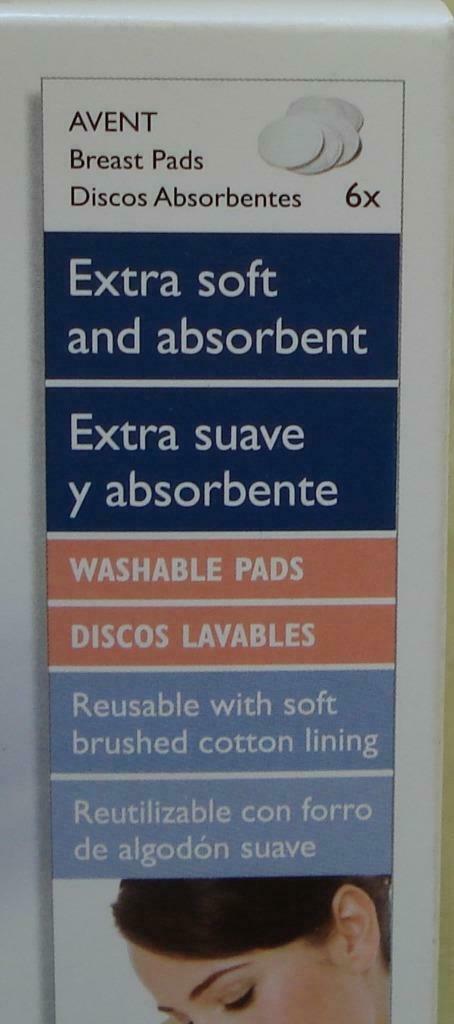 AVENT
Breast Pads
Discos Absorbentes 6x
Extra soft
and absorbent
Extra suave
y absorbente
WASHABLE PADS
DISCOS LAVABLES
Reusable with soft
brushed cotton lining
Reutilizable con forro
de algodón suave